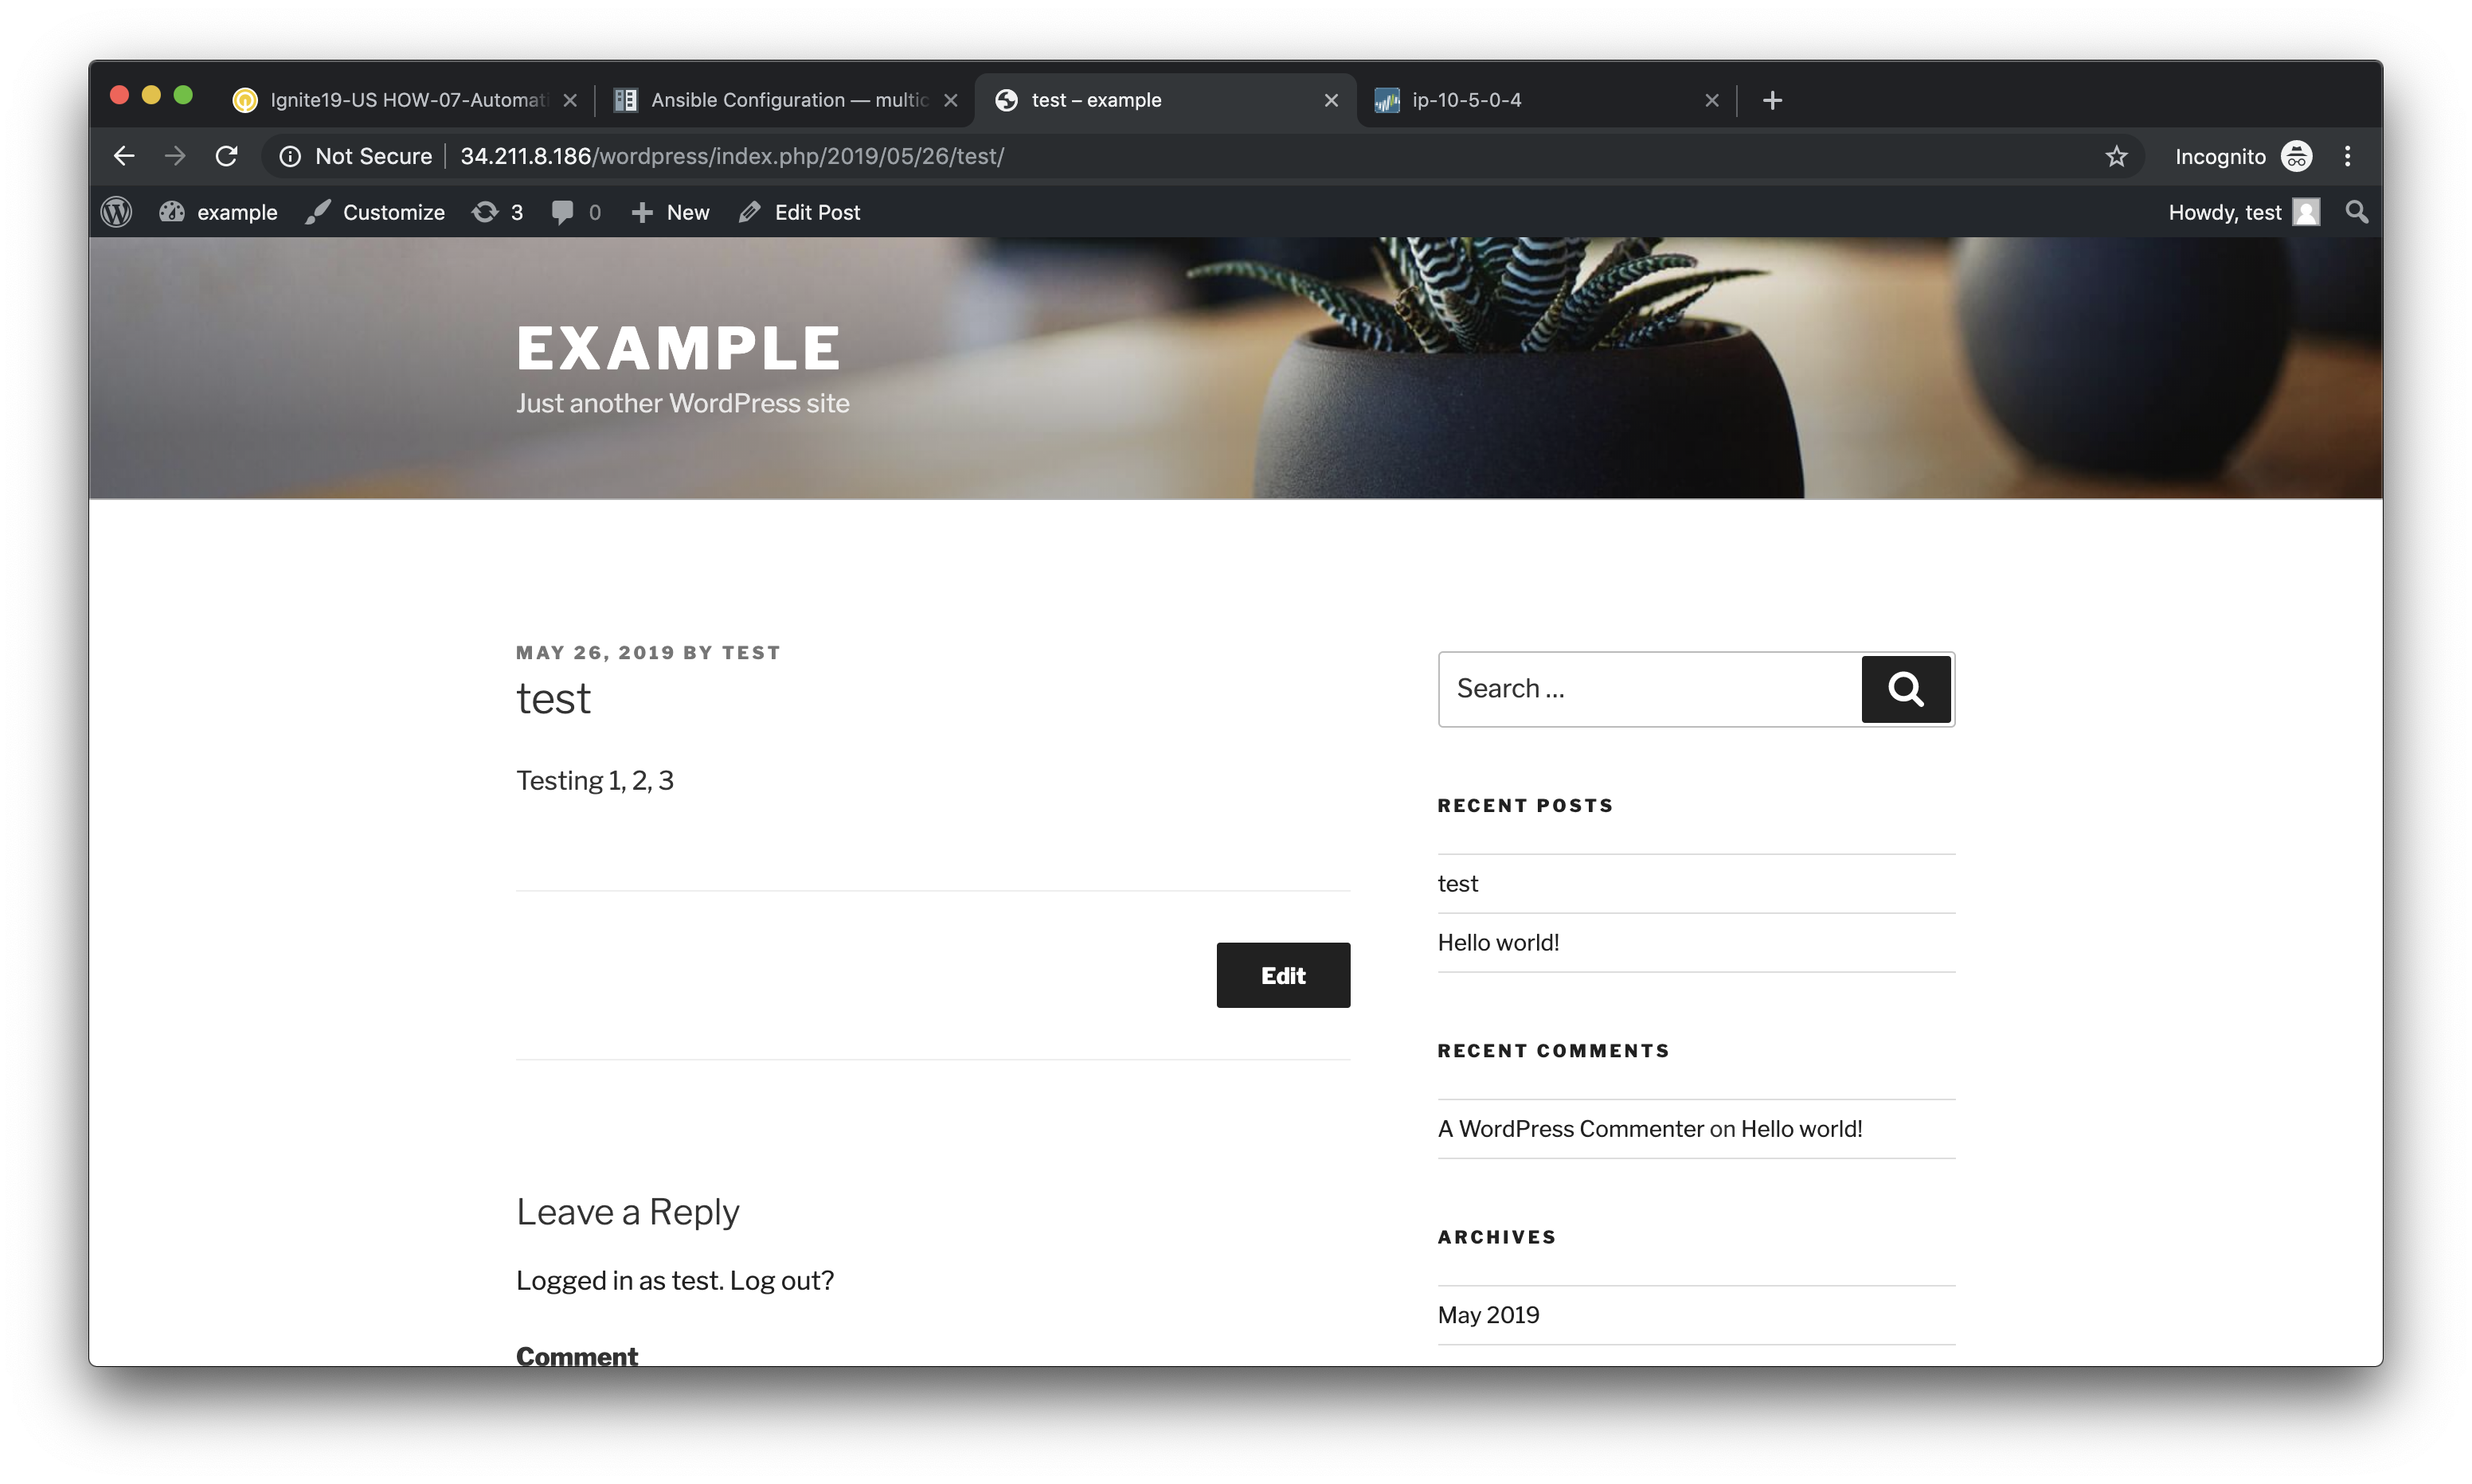 Ignite19-US HOW-07-Automati
Ansible Configuration — multic
test – example
ip-10-5-0-4
Not Secure
34.211.8.186/wordpress/index.php/2019/05/26/test/
Incognito
example
Customize
3
0
New
Edit Post
Howdy, test
EXAMPLE
Just another WordPress site
MAY 26, 2019 BY TEST
test
Testing 1, 2, 3
Edit
Leave a Reply
Logged in as test. Log out?
Comment
Search ...
RECENT POSTS
test
Hello world!
RECENT COMMENTS
A WordPress Commenter on Hello world!
ARCHIVES
May 2019